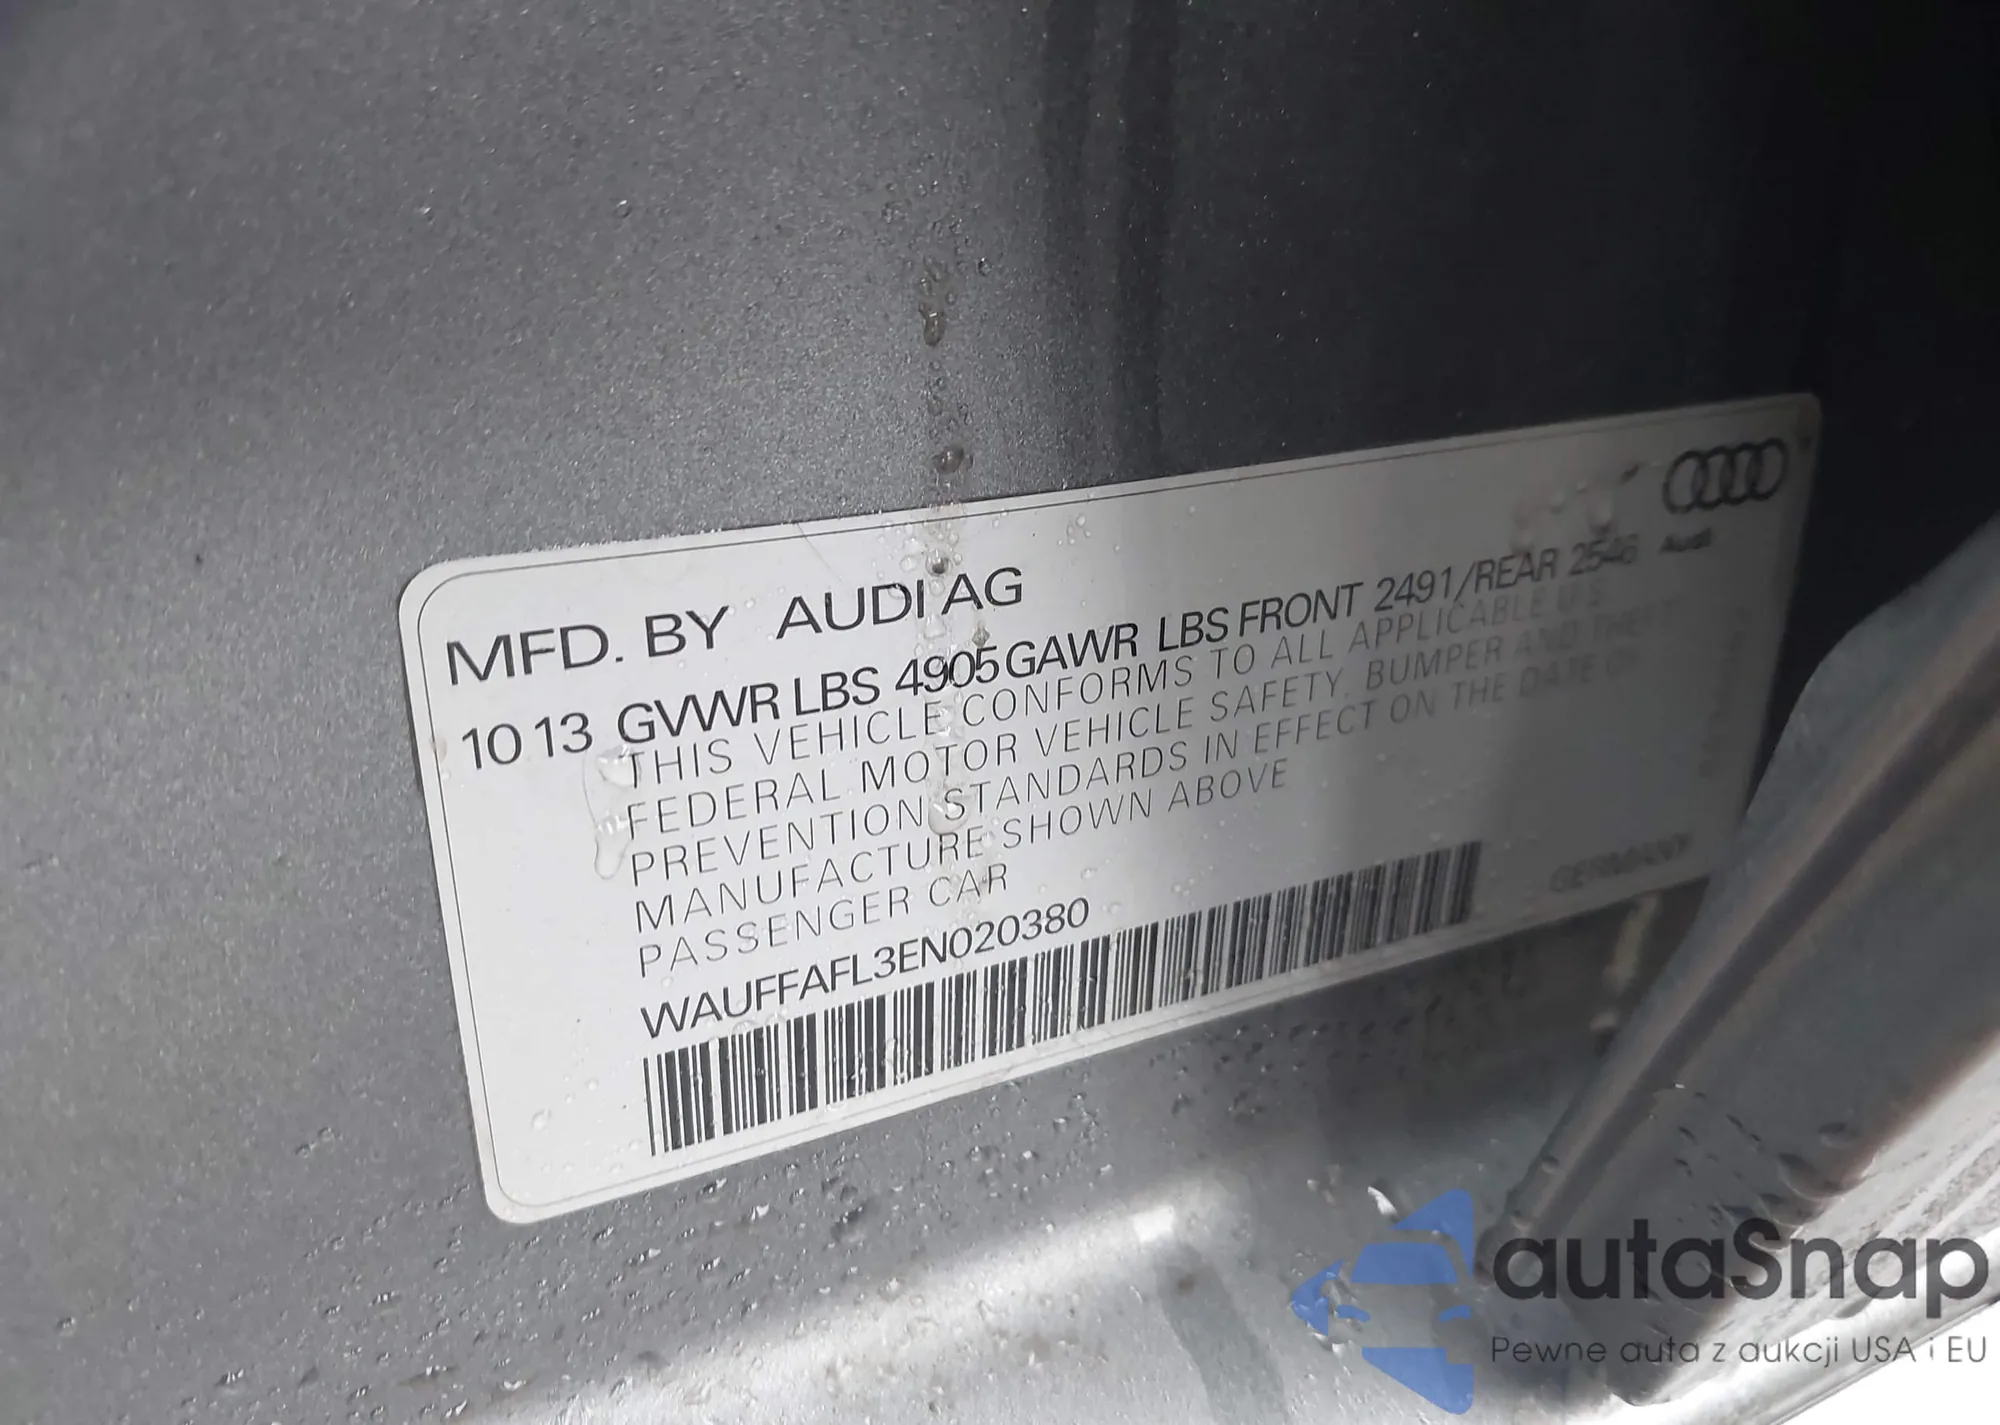 MFD. BY AUDI AG
Audi
10 13 GVWR LBS 4905 GAWR LBS FRONT 2491/REAR 2546
THIS VEHICLE CONFORMS TO ALL APPLICABLE U.S.
FEDERAL MOTOR VEHICLE SAFETY, BUMPER AND THEFT
PREVENTION STANDARDS IN EFFECT ON THE DATE OF
MANUFACTURE SHOWN ABOVE
PASSENGER CAR
GERMANY
WAUFFAFL3EN020380
autaSnap
Pewne auta z aukcji USA i EU